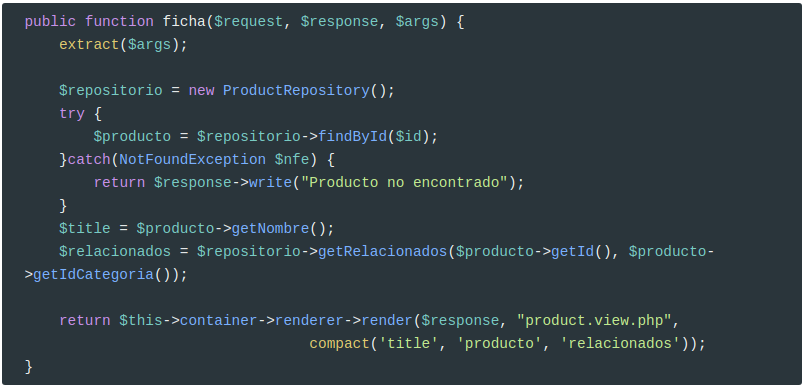 public function ficha($request, $response, $args) {
    extract($args);

    $repositorio = new ProductRepository();
    try {
        $producto = $repositorio->findById($id);
    }catch(NotFoundException $nfe) {
        return $response->write("Producto no encontrado");
    }
    $title = $producto->getNombre();
    $relacionados = $repositorio->getRelacionados($producto->getId(), $producto-
>getIdCategoria());

    return $this->container->renderer->render($response, "product.view.php",
                                 compact('title', 'producto', 'relacionados'));
}